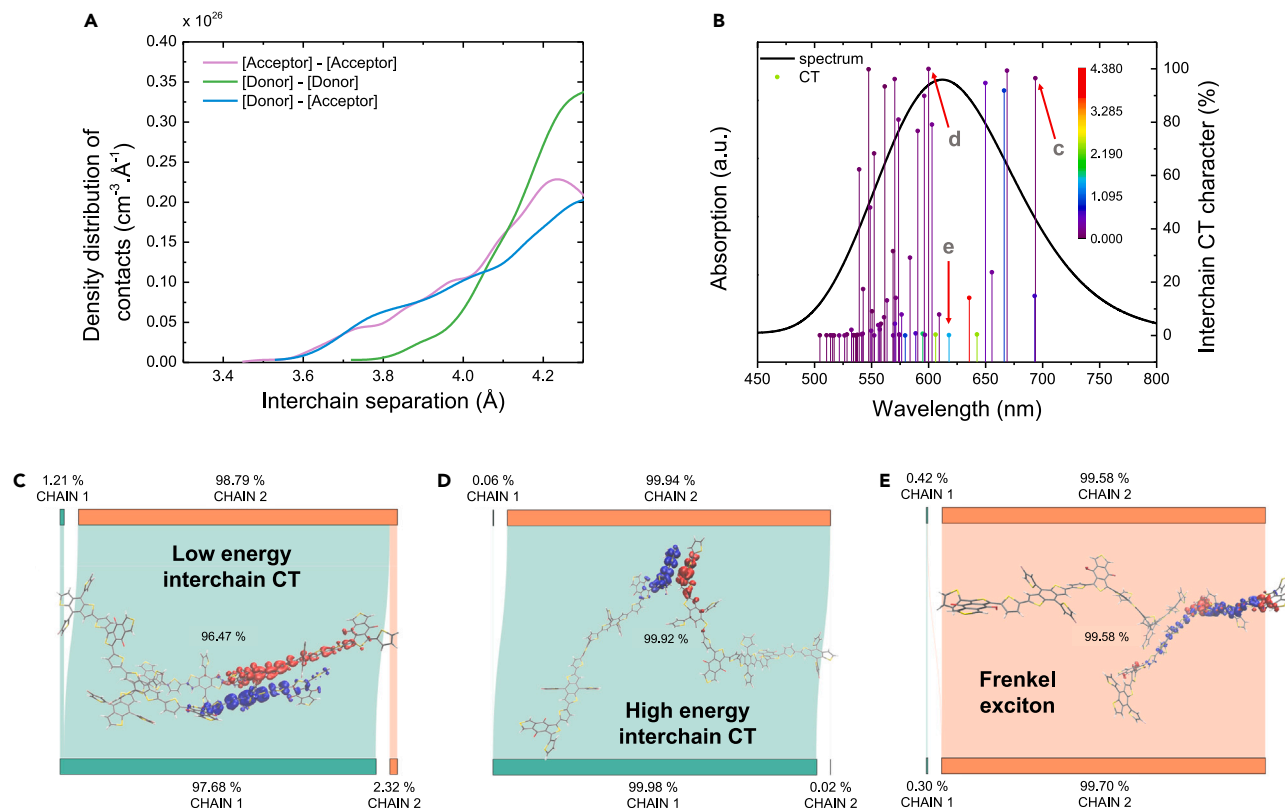 A
x 10²⁶
0.40
0.35
0.30
0.25
0.20
0.15
0.10
0.05
0.00
[Acceptor] - [Acceptor]
[Donor] - [Donor]
[Donor] - [Acceptor]
Density distribution of
contacts (cm⁻³.Å⁻¹)
3.4 3.6 3.8 4.0 4.2
Interchain separation (Å)
B
spectrum
CT
4.380
3.285
2.190
1.095
0.000
d
c
e
Absorption (a.u.)
100
80
60
40
20
0
Interchain CT character (%)
450 500 550 600 650 700 750 800
Wavelength (nm)
C
1.21 % 98.79 %
CHAIN 1 CHAIN 2
Low energy
interchain CT
96.47 %
97.68 % 2.32 %
CHAIN 1 CHAIN 2
D
0.06 % 99.94 %
CHAIN 1 CHAIN 2
99.92 %
High energy
interchain CT
99.98 % 0.02 %
CHAIN 1 CHAIN 2
E
0.42 % 99.58 %
CHAIN 1 CHAIN 2
99.58 %
Frenkel
exciton
0.30 % 99.70 %
CHAIN 1 CHAIN 2